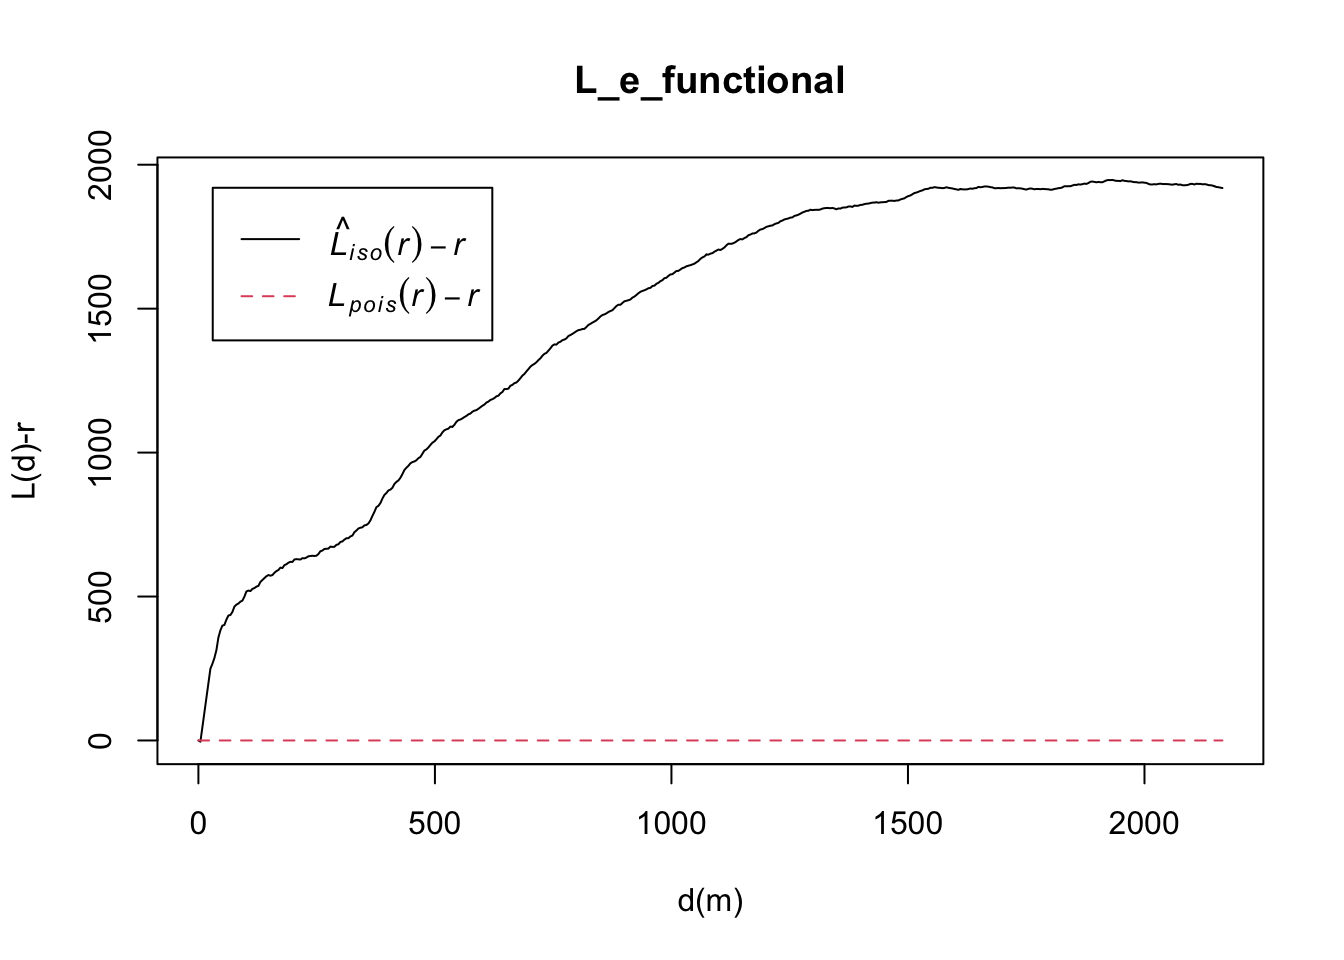 L_e_functional
L̂iso(r) − r
Lpois(r) − r
L(d)-r
2000
1500
1000
500
0
0 500 1000 1500 2000
d(m)